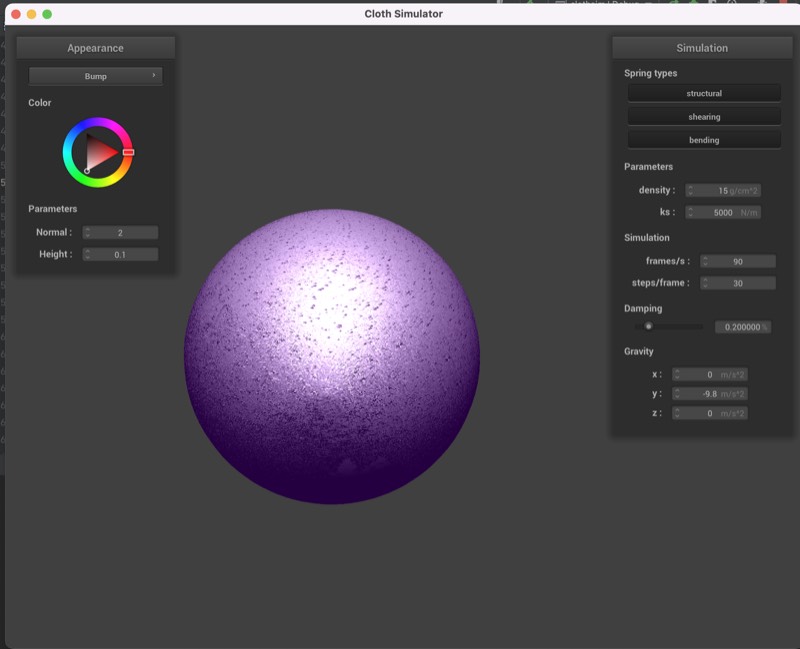 Cloth Simulator
Appearance
Bump
Color
Parameters
Normal : 2
Height : 0.1
Simulation
Spring types
structural
shearing
bending
Parameters
density : 15 g/cm^2
ks : 5000 N/m
Simulation
frames/s : 90
steps/frame : 30
Damping
0.200000 %
Gravity
x : 0 m/s^2
y : -9.8 m/s^2
z : 0 m/s^2